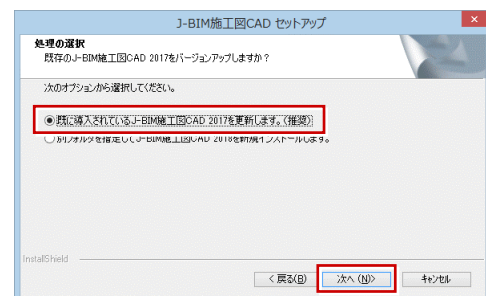 J-BIM施工図CAD セットアップ
処理の選択
既存のJ-BIM施工図CAD 2017をバージョンアップしますか？
次のオプションから選択してください。
既に導入されているJ-BIM施工図CAD 2017を更新します。(推奨)
別フォルダを指定してJ-BIM施工図CAD 2018を新規インストールします。
InstallShield
< 戻る(B)
次へ (N)>
キャンセル